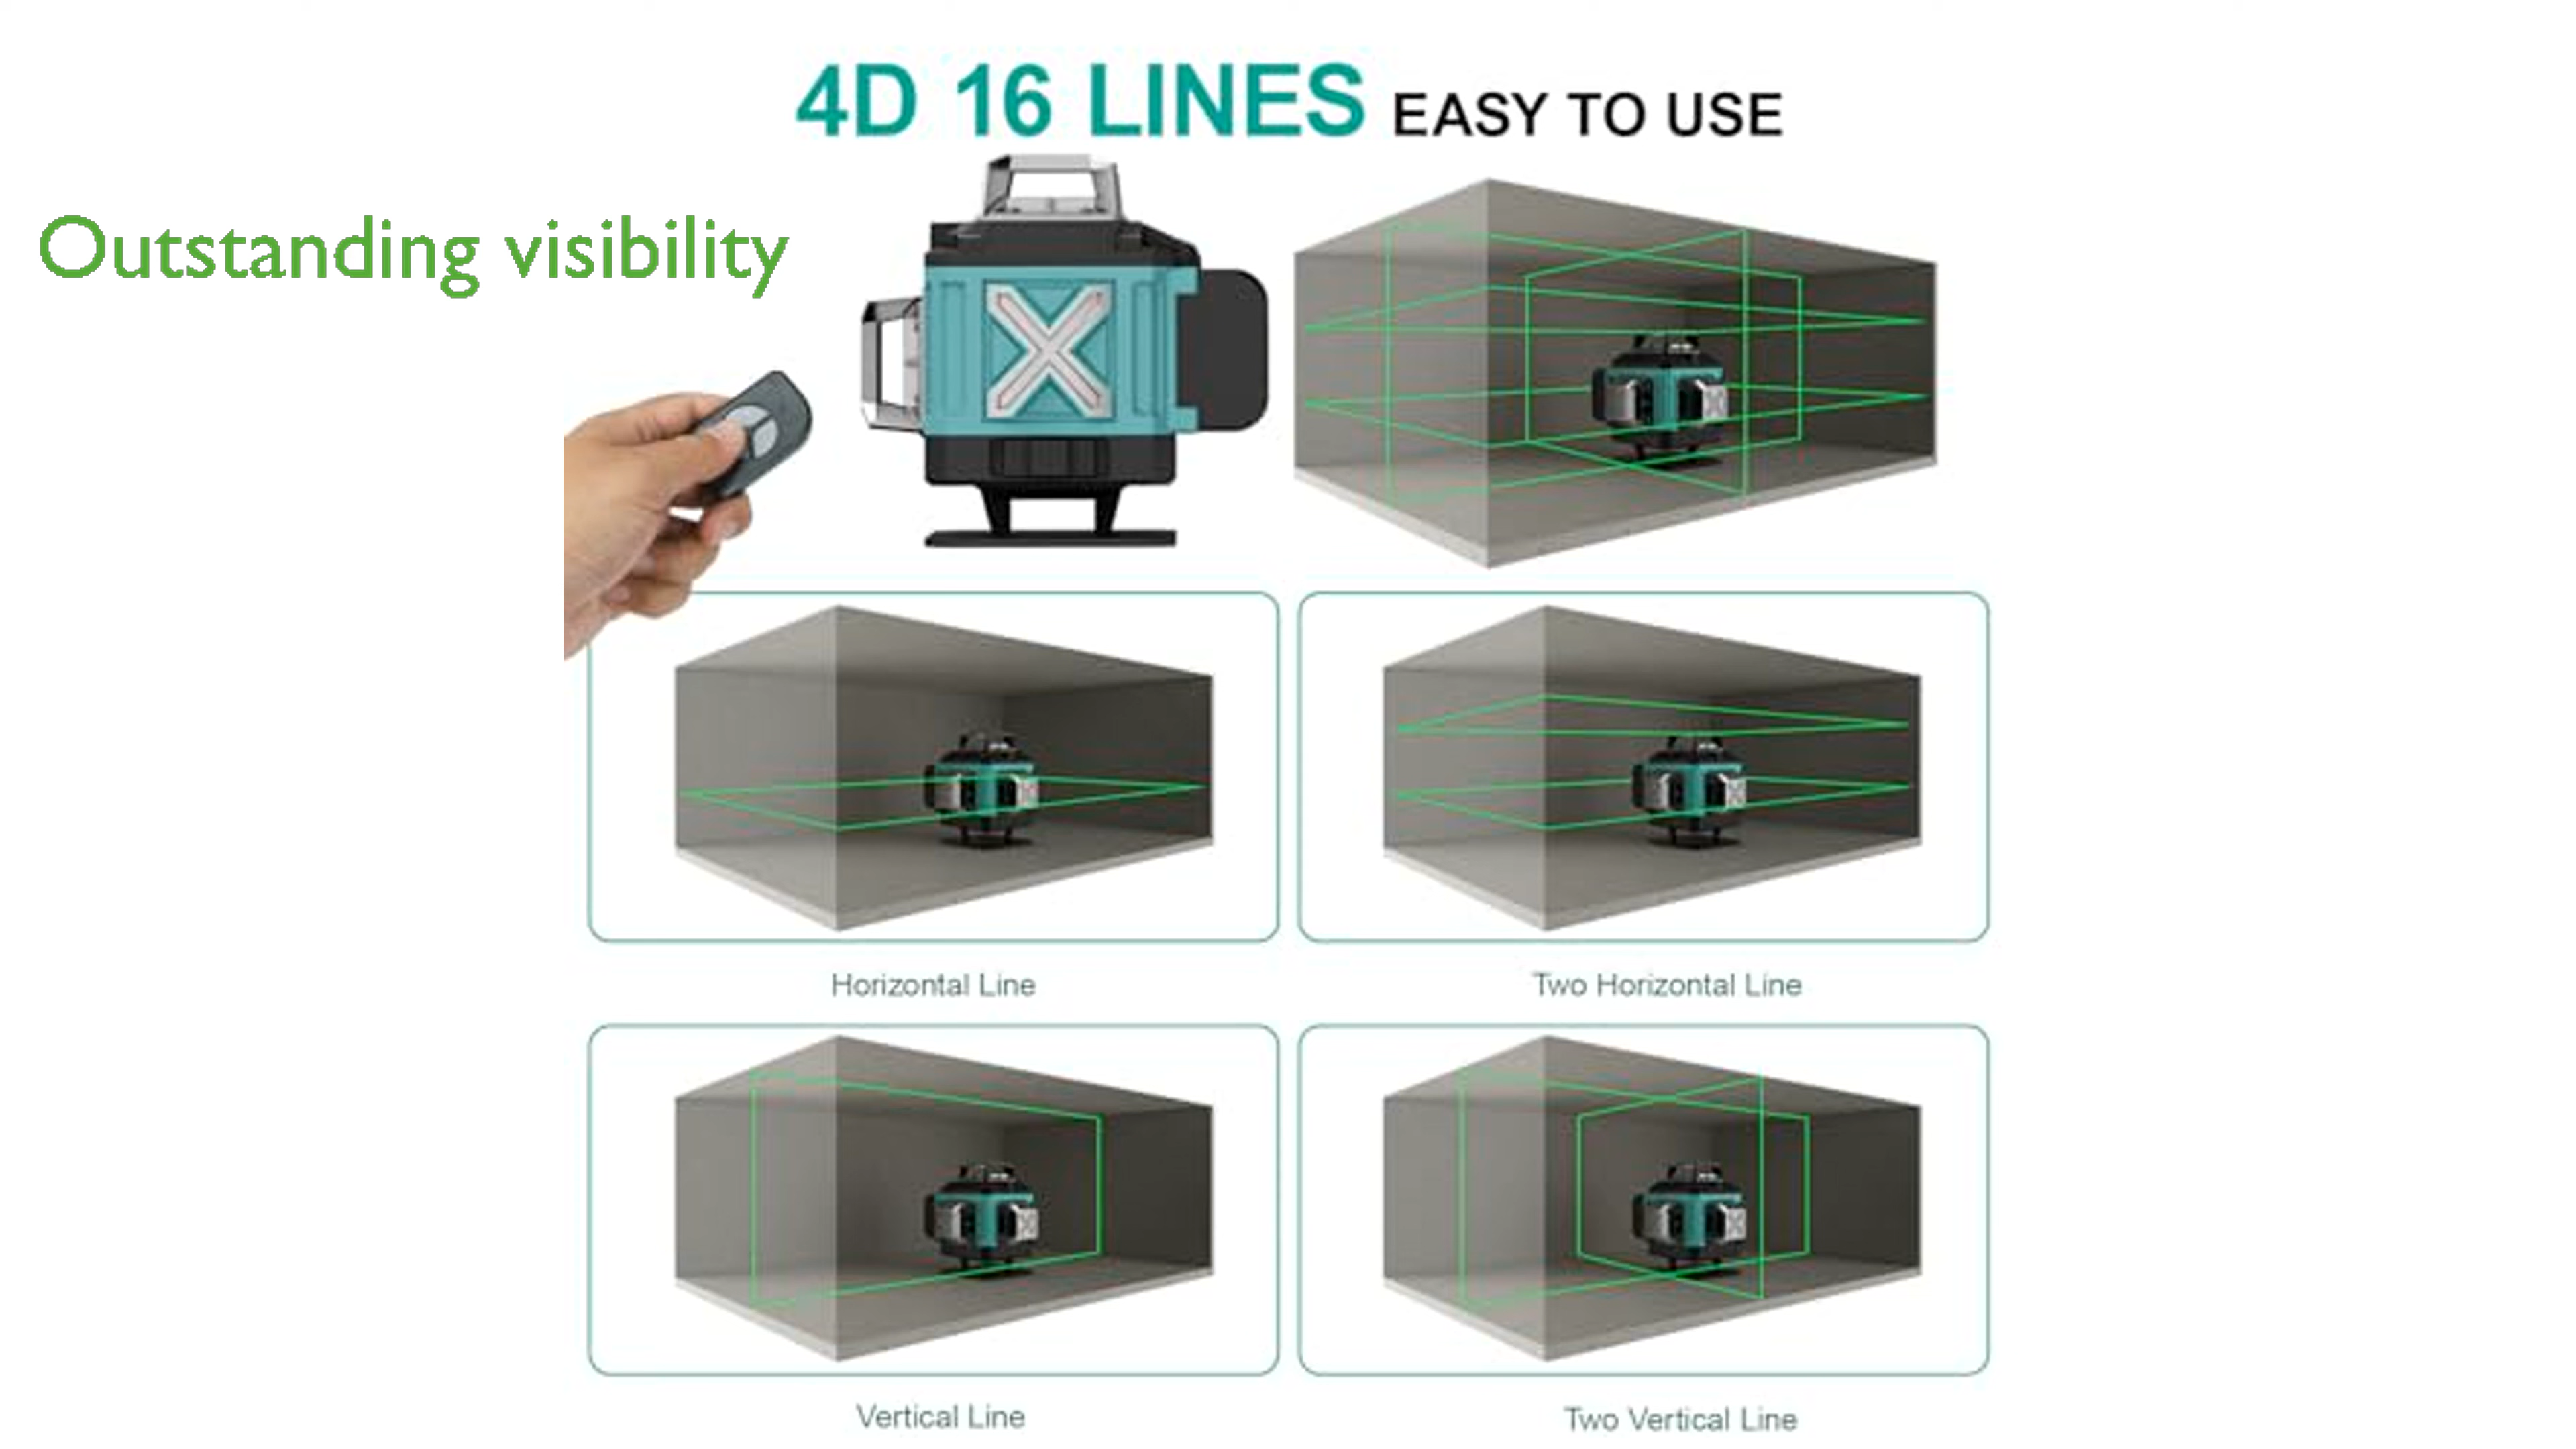 4D 16 LINES EASY TO USE
Outstanding visibility
Horizontal Line
Two Horizontal Line
Vertical Line
Two Vertical Line